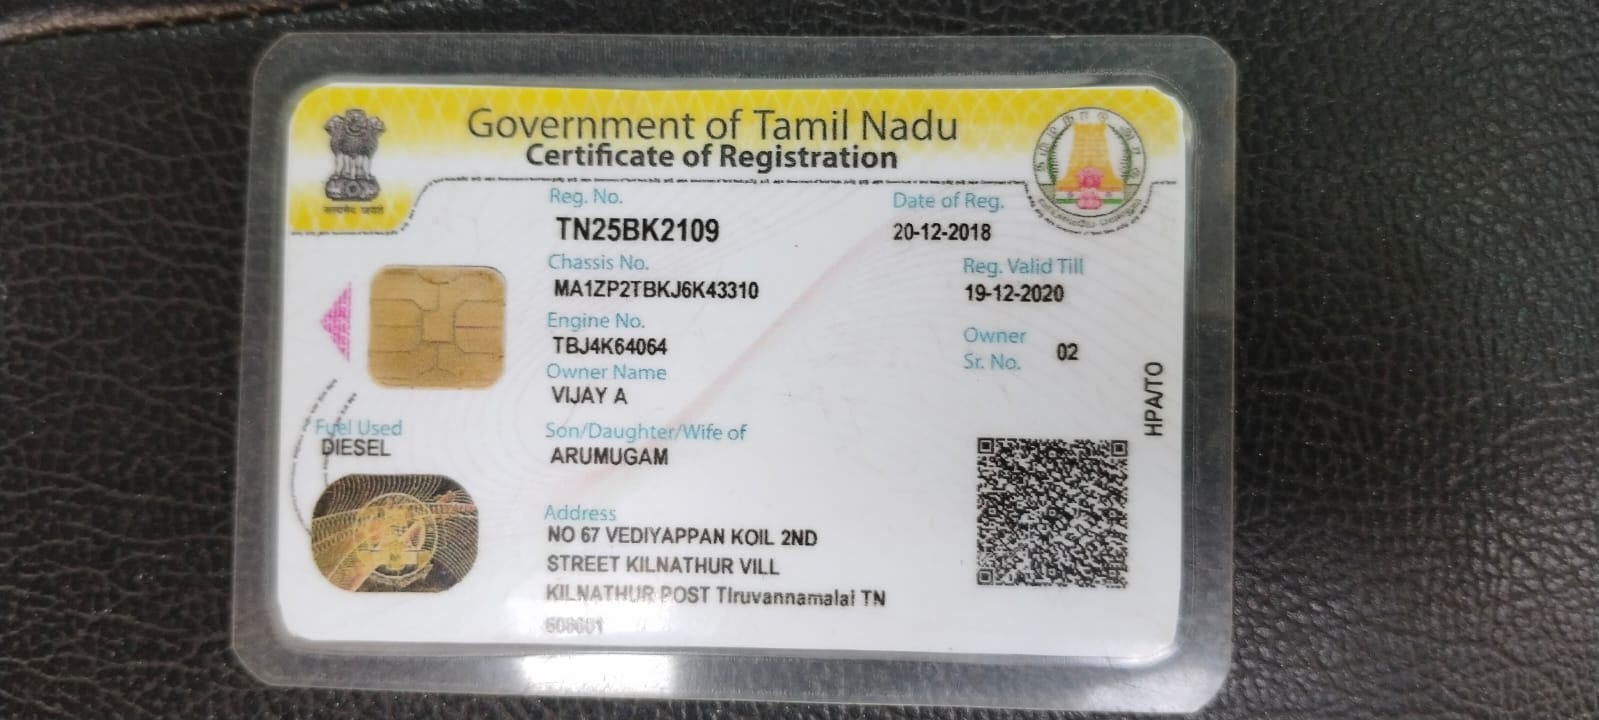 Government of Tamil Nadu
Certificate of Registration
सत्यमेव जयते
Reg. No.
TN25BK2109
Date of Reg.
20-12-2018
Chassis No.
MA1ZP2TBKJ6K43310
Reg. Valid Till
19-12-2020
Engine No.
TBJ4K64064
Owner
Sr. No.
02
Owner Name
VIJAY A
HPA/TO
Fuel Used
DIESEL
Son/Daughter/Wife of
ARUMUGAM
Address
NO 67 VEDIYAPPAN KOIL 2ND
STREET KILNATHUR VILL
KILNATHUR POST TIruvannamalai TN